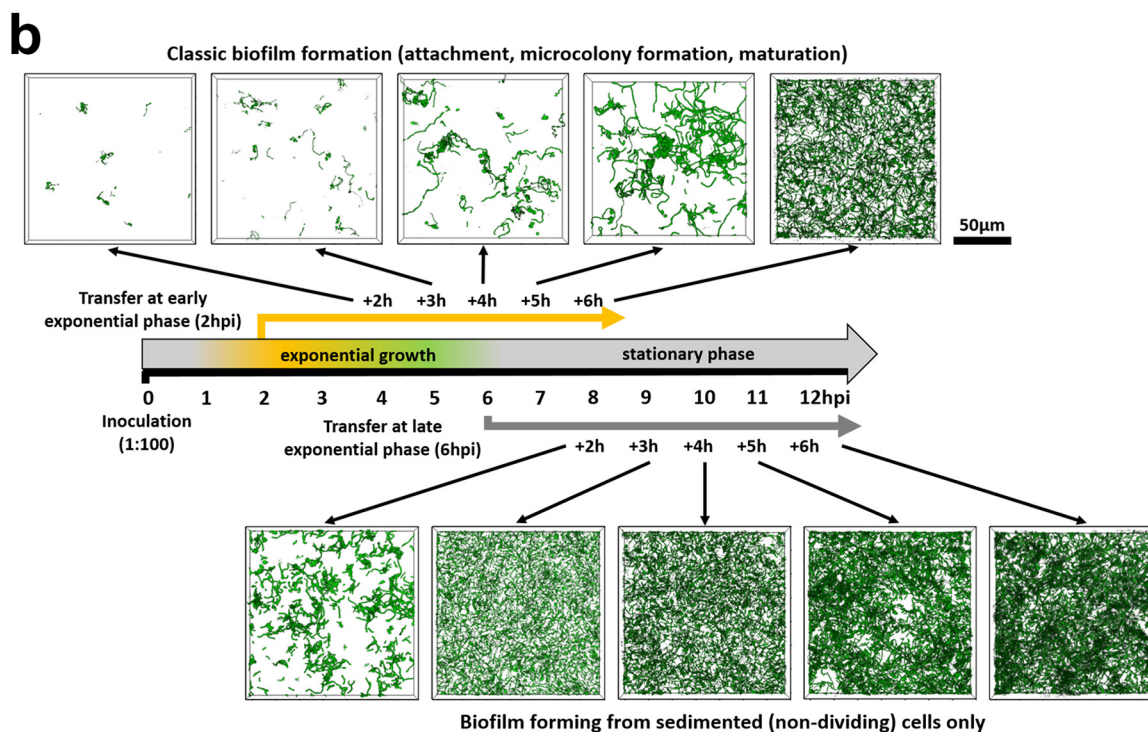 b
Classic biofilm formation (attachment, microcolony formation, maturation)
50µm
+2h +3h +4h +5h +6h
Transfer at early
exponential phase (2hpi)
exponential growth stationary phase
0 1 2 3 4 5 6 7 8 9 10 11 12hpi
Inoculation
(1:100)
Transfer at late
exponential phase (6hpi)
+2h +3h +4h +5h +6h
Biofilm forming from sedimented (non-dividing) cells only